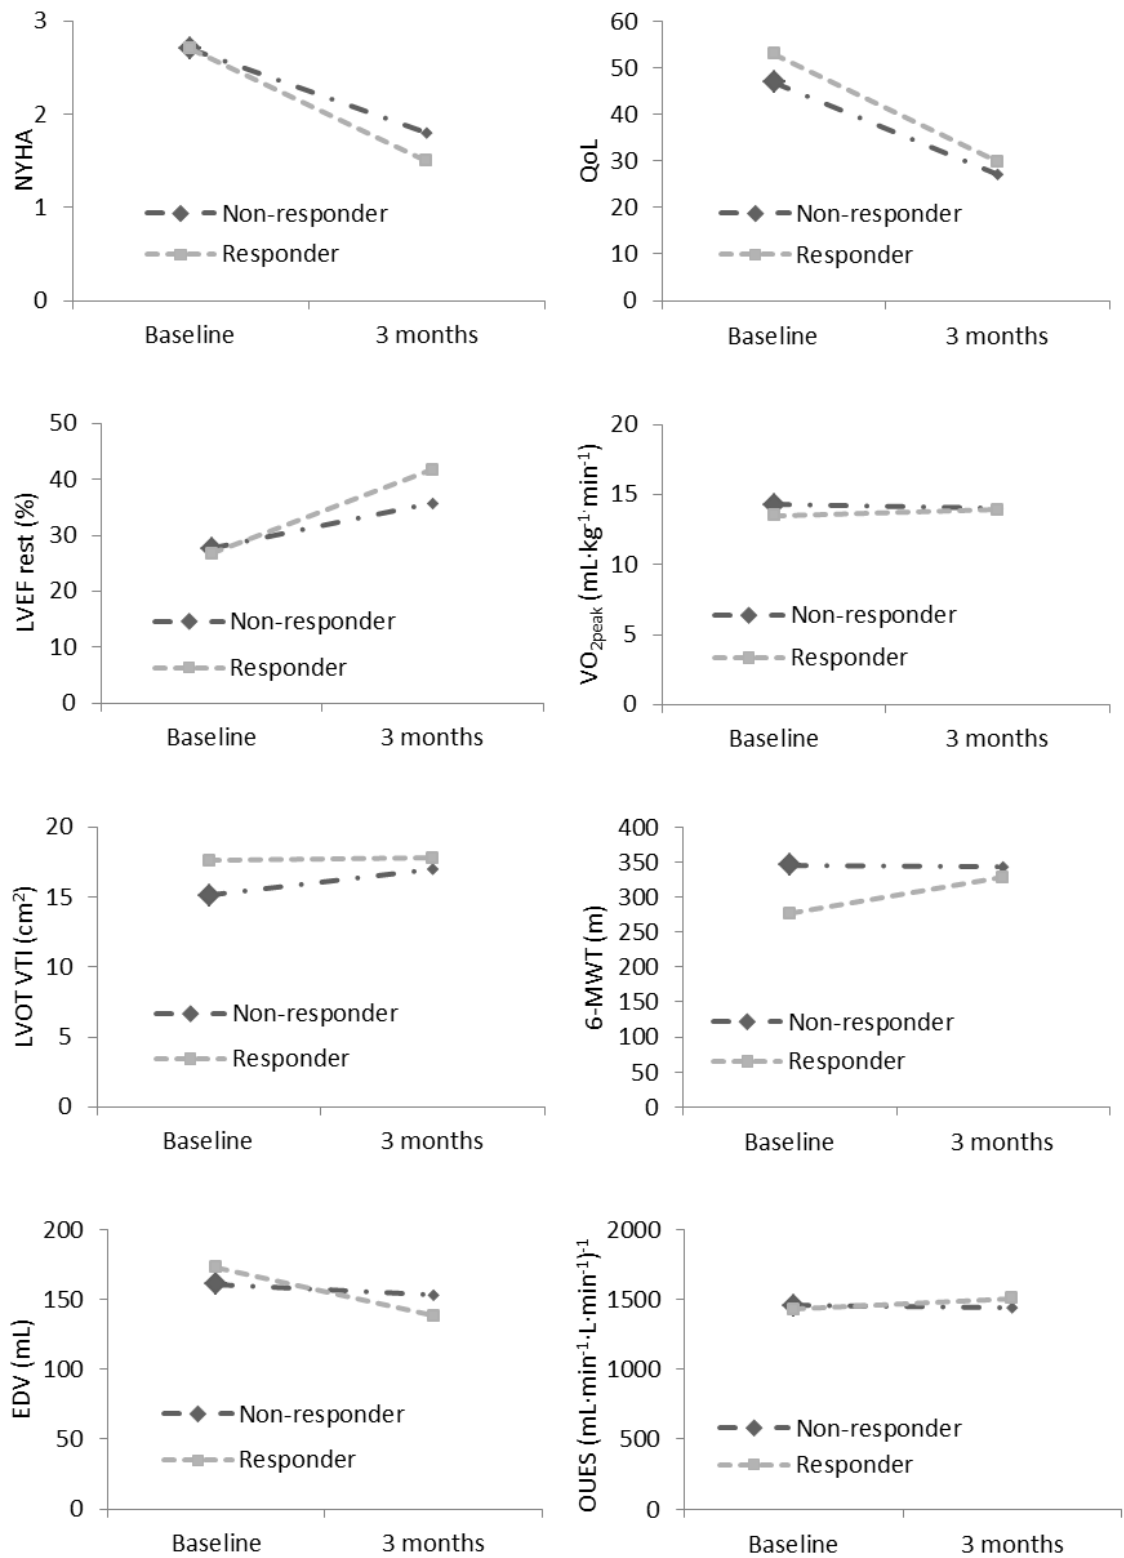 3
2
1
0
NYHA
Non-responder
Responder
Baseline 3 months
60
50
40
30
20
10
0
QoL
Non-responder
Responder
Baseline 3 months
50
40
30
20
10
0
LVEF rest (%)
Non-responder
Responder
Baseline 3 months
20
15
10
5
0
VO₂peak (mL·kg⁻¹·min⁻¹)
Non-responder
Responder
Baseline 3 months
20
15
10
5
0
LVOT VTI (cm²)
Non-responder
Responder
Baseline 3 months
400
350
300
250
200
150
100
50
0
6-MWT (m)
Non-responder
Responder
Baseline 3 months
200
150
100
50
0
EDV (mL)
Non-responder
Responder
Baseline 3 months
2000
1500
1000
500
0
OUES (mL·min⁻¹·L·min⁻¹)⁻¹
Non-responder
Responder
Baseline 3 months